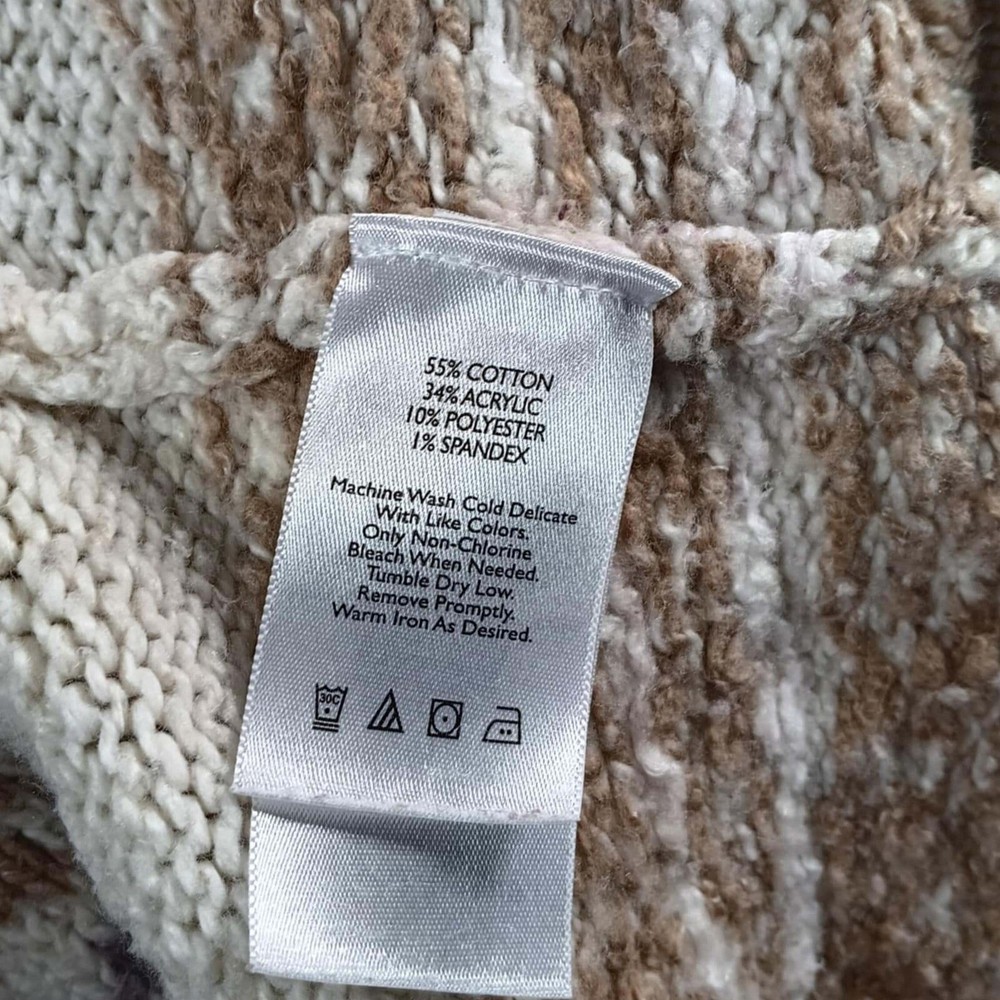 55% COTTON
34% ACRYLIC
10% POLYESTER
1% SPANDEX
Machine Wash Cold Delicate
With Like Colors.
Only Non-Chlorine
Bleach When Needed.
Tumble Dry Low.
Remove Promptly.
Warm Iron As Desired.
30C